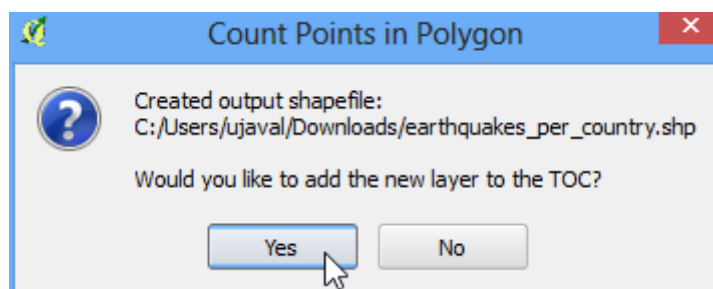 Count Points in Polygon
Created output shapefile:
C:/Users/ujaval/Downloads/earthquakes_per_country.shp
Would you like to add the new layer to the TOC?
Yes No